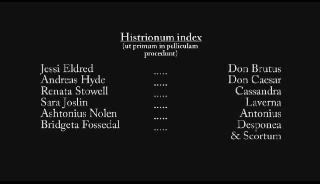 Histrionum index
(ut primum in pelliculam
procedunt)
Jessi Eldred ..... Don Brutus
Andreas Hyde ..... Don Caesar
Renata Stowell ..... Cassandra
Sara Joslin ..... Laverna
Ashtonius Nolen ..... Antonius
Bridgeta Fossedal ..... Desponea
& Scortum